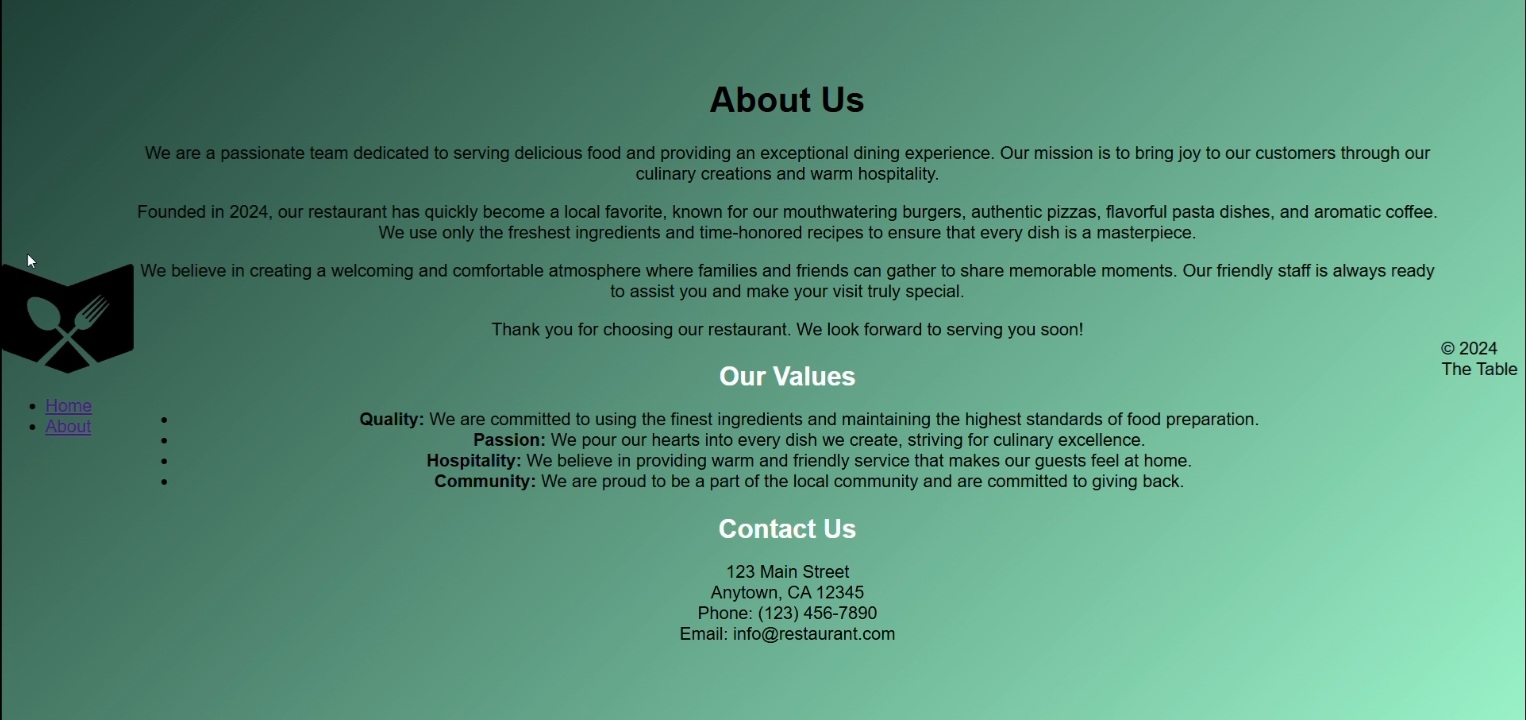 About Us
We are a passionate team dedicated to serving delicious food and providing an exceptional dining experience. Our mission is to bring joy to our customers through our
culinary creations and warm hospitality.
Founded in 2024, our restaurant has quickly become a local favorite, known for our mouthwatering burgers, authentic pizzas, flavorful pasta dishes, and aromatic coffee.
We use only the freshest ingredients and time-honored recipes to ensure that every dish is a masterpiece.
We believe in creating a welcoming and comfortable atmosphere where families and friends can gather to share memorable moments. Our friendly staff is always ready
to assist you and make your visit truly special.
Thank you for choosing our restaurant. We look forward to serving you soon!
Our Values
Quality: We are committed to using the finest ingredients and maintaining the highest standards of food preparation.
Passion: We pour our hearts into every dish we create, striving for culinary excellence.
Hospitality: We believe in providing warm and friendly service that makes our guests feel at home.
Community: We are proud to be a part of the local community and are committed to giving back.
Contact Us
123 Main Street
Anytown, CA 12345
Phone: (123) 456-7890
Email: info@restaurant.com
Home
About
© 2024
The Table